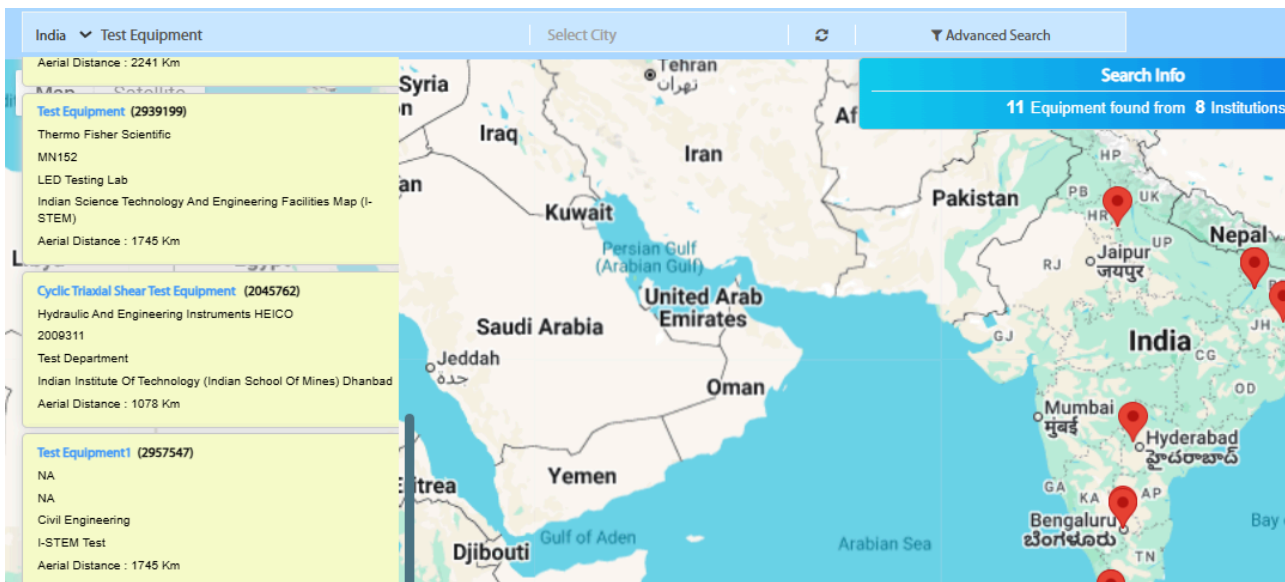 India Test Equipment Select City Advanced Search
Aerial Distance : 2241 Km
Map Satellite
Test Equipment (2939199)
Thermo Fisher Scientific
MN152
LED Testing Lab
Indian Science Technology And Engineering Facilities Map (I-
STEM)
Aerial Distance : 1745 Km
Cyclic Triaxial Shear Test Equipment (2045762)
Hydraulic And Engineering Instruments HEICO
2009311
Test Department
Indian Institute Of Technology (Indian School Of Mines) Dhanbad
Aerial Distance : 1078 Km
Test Equipment1 (2957547)
NA
NA
Civil Engineering
I-STEM Test
Aerial Distance : 1745 Km
Search Info
11 Equipment found from 8 Institutions
Tehran
تهران
Syria
Iraq
Iran
Af
Kuwait
Pakistan
Persian Gulf
(Arabian Gulf)
United Arab
Emirates
Saudi Arabia
Jeddah
جدة
Oman
Yemen
Eritrea
Gulf of Aden
Djibouti
Arabian Sea
HP
PB
UK
HR
Nepal
Jaipur
जयपुर
UP
RJ
GJ
JH
India
CG
OD
Mumbai
मुंबई
Hyderabad
హైదరాబాద్
GA
KA
AP
Bengaluru
ಬೆಂಗಳೂರು
Bay
TN